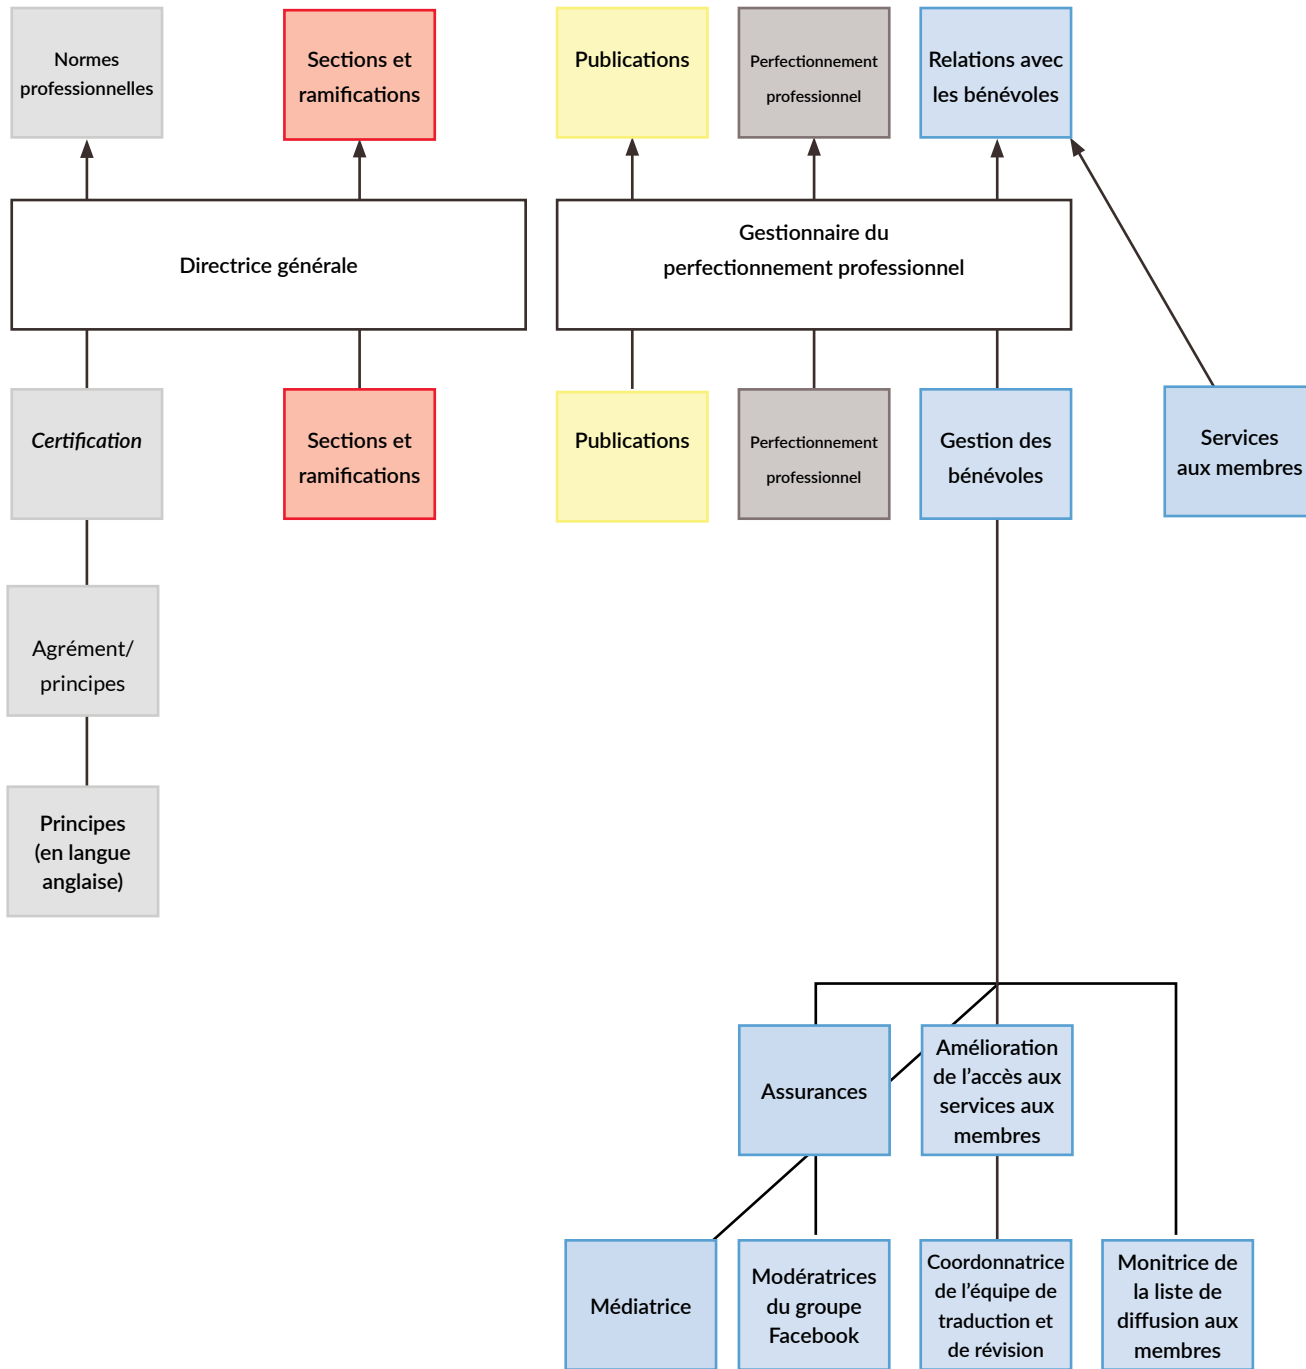 Normes
professionnelles
Sections et
ramifications
Publications
Perfectionnement
professionnel
Relations avec
les bénévoles
Directrice générale
Gestionnaire du
perfectionnement professionnel
Certification
Sections et
ramifications
Publications
Perfectionnement
professionnel
Gestion des
bénévoles
Services
aux membres
Agrément/
principes
Principes
(en langue
anglaise)
Assurances
Amélioration
de l’accès aux
services aux
membres
Médiatrice
Modératrices
du groupe
Facebook
Coordonnatrice
de l’équipe de
traduction et
de révision
Monitrice de
la liste de
diffusion aux
membres